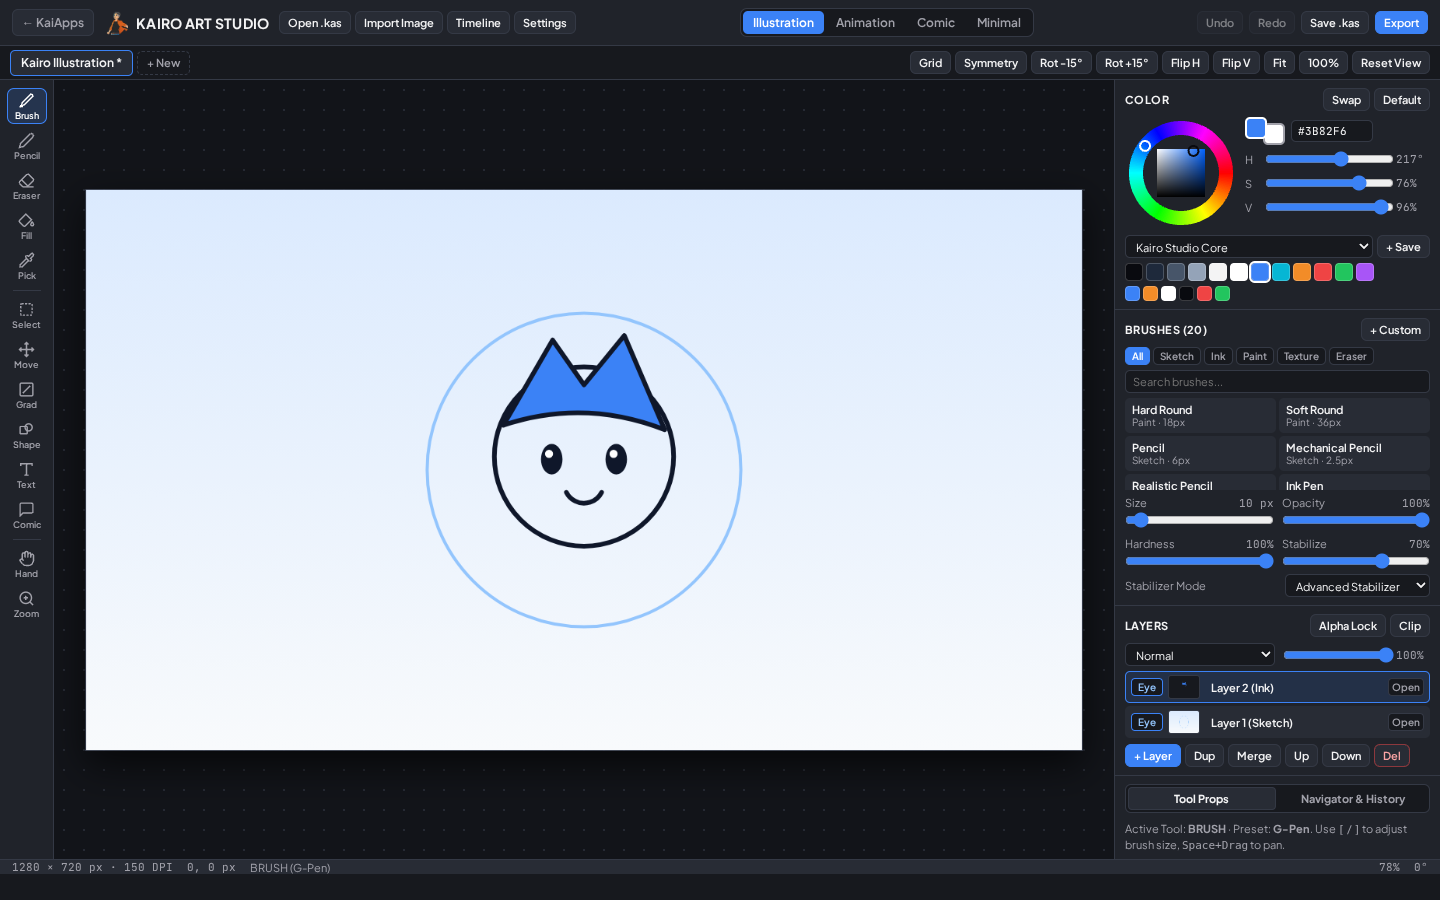 ← KaiApps KAIRO ART STUDIO Open .kas Import Image Timeline Settings Illustration Animation Comic Minimal Undo Redo Save .kas Export
Kairo Illustration * + New Grid Symmetry Rot -15° Rot +15° Flip H Flip V Fit 100% Reset View
Brush
Pencil
Eraser
Fill
Pick
Select
Move
Grad
Shape
Text
Comic
Hand
Zoom
COLOR Swap Default
#3B82F6
H 217°
S 76%
V 96%
Kairo Studio Core + Save
BRUSHES (20) + Custom
All Sketch Ink Paint Texture Eraser
Search brushes...
Hard Round Soft Round
Paint · 18px Paint · 36px
Pencil Mechanical Pencil
Sketch · 6px Sketch · 2.5px
Realistic Pencil Ink Pen
Size 10 px Opacity 100%
Hardness 100% Stabilize 70%
Stabilizer Mode Advanced Stabilizer
LAYERS Alpha Lock Clip
Normal 100%
Eye Layer 2 (Ink) Open
Eye Layer 1 (Sketch) Open
+ Layer Dup Merge Up Down Del
Tool Props Navigator & History
Active Tool: BRUSH · Preset: G-Pen. Use [ / ] to adjust
brush size, Space+Drag to pan.
1280 × 720 px · 150 DPI 0, 0 px BRUSH (G-Pen) 78% 0°